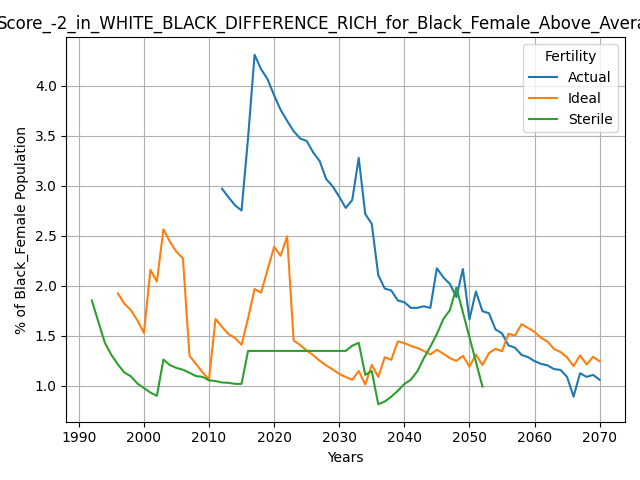 Score_-2_in_WHITE_BLACK_DIFFERENCE_RICH_for_Black_Female_Above_Avera
Fertility
Actual
Ideal
Sterile
% of Black_Female Population
4.0
3.5
3.0
2.5
2.0
1.5
1.0
1990 2000 2010 2020 2030 2040 2050 2060 2070
Years